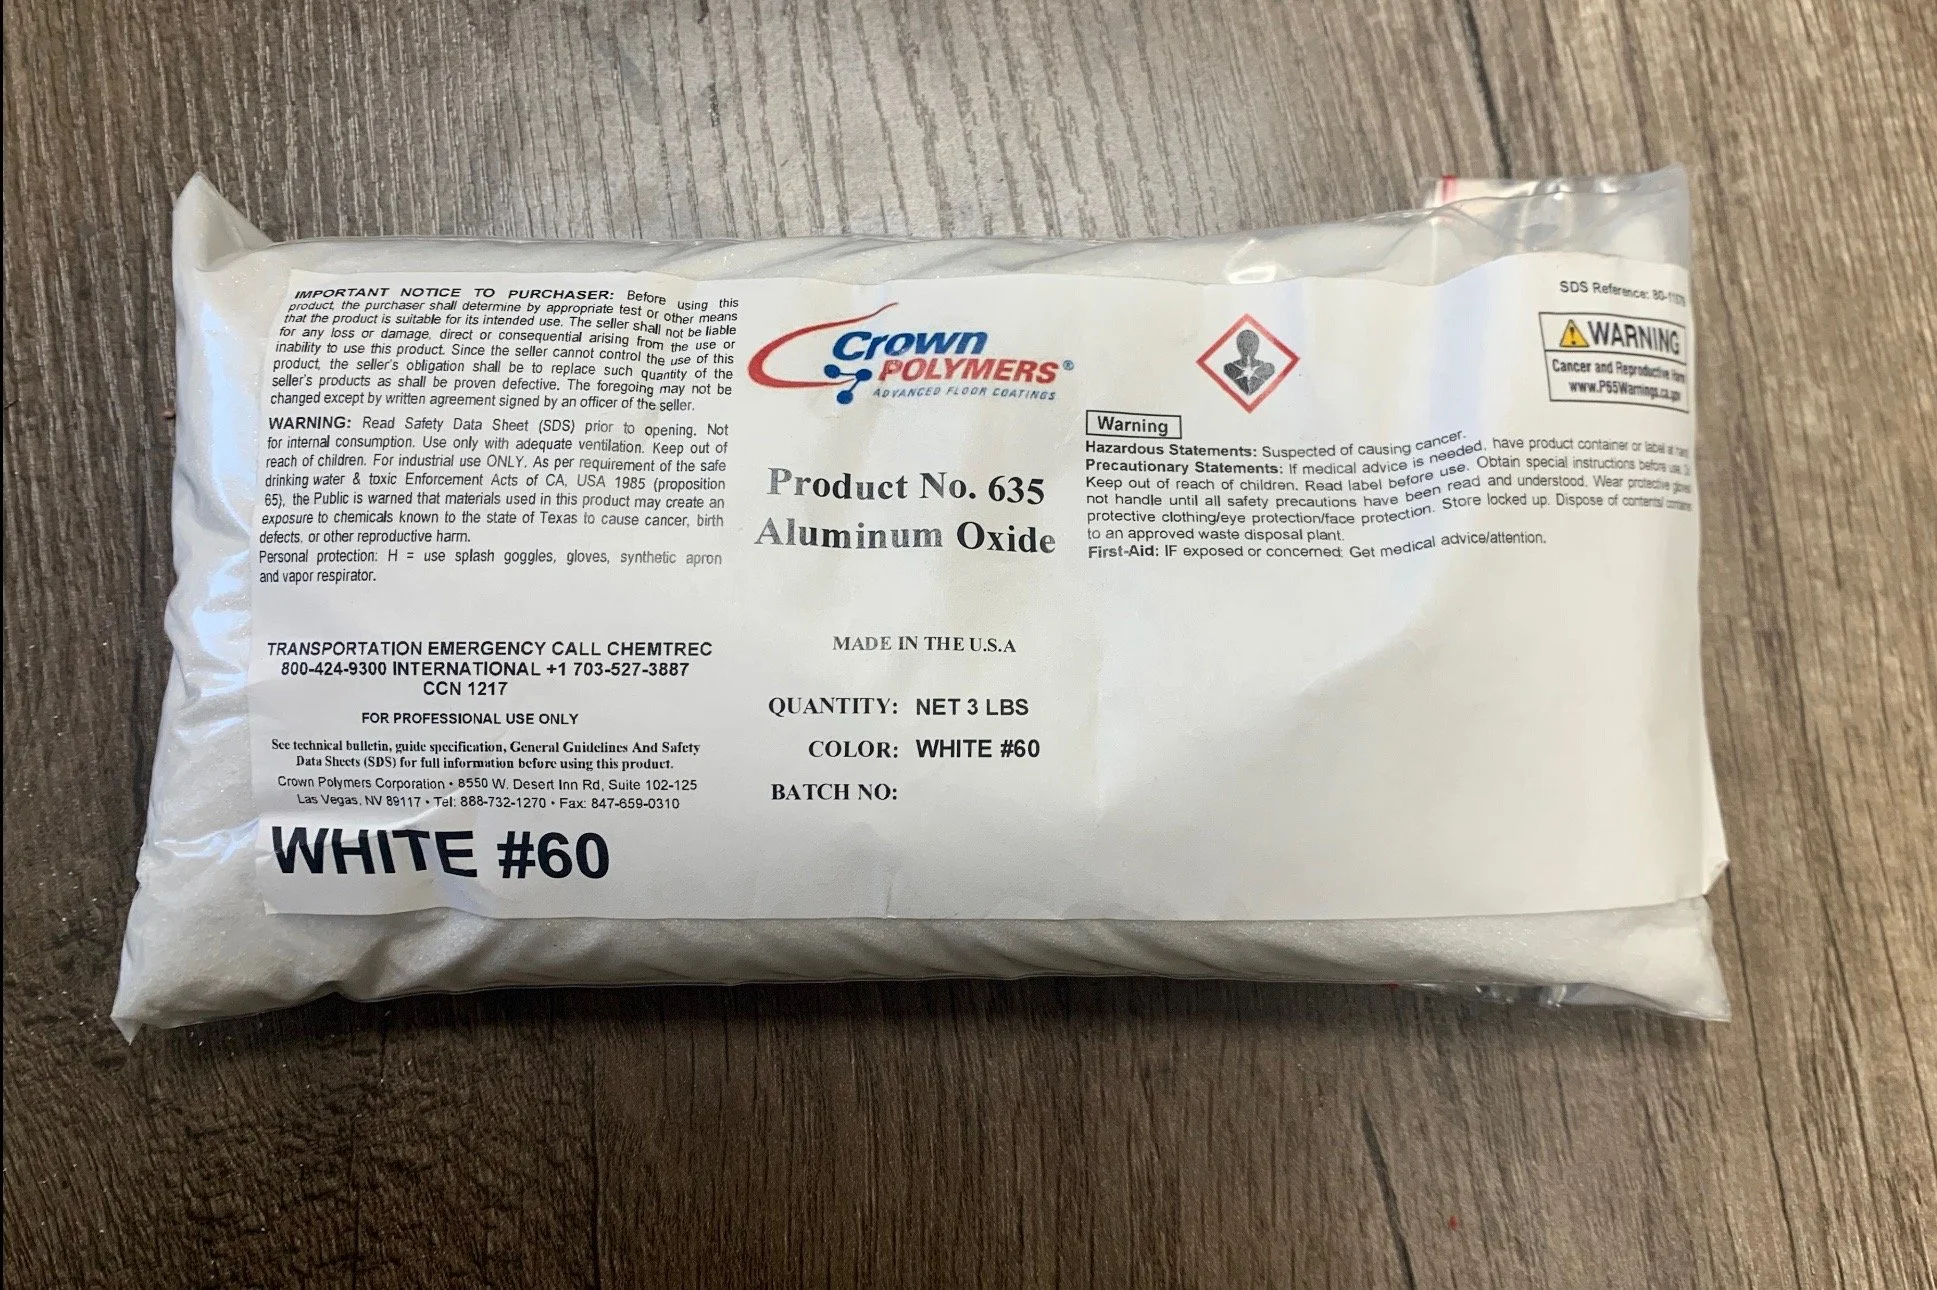 IMPORTANT NOTICE TO PURCHASER: Before using this
product, the purchaser shall determine by appropriate test or other means
that the product is suitable for its intended use. The seller shall not be liable
for any loss or damage, direct or consequential arising from the use or
inability to use this product. Since the seller cannot control the use of this
product, the seller's obligation shall be to replace such quantity of the
seller's products as shall be proven defective. The foregoing may not be
changed except by written agreement signed by an officer of the seller.
WARNING: Read Safety Data Sheet (SDS) prior to opening. Not
for internal consumption. Use only with adequate ventilation. Keep out of
reach of children. For industrial use ONLY. As per requirement of the safe
drinking water & toxic Enforcement Acts of CA, USA 1985 (proposition
65), the Public is warned that materials used in this product may create an
exposure to chemicals known to the state of Texas to cause cancer, birth
defects, or other reproductive harm.
Personal protection: H = use splash goggles, gloves, synthetic apron
and vapor respirator.
TRANSPORTATION EMERGENCY CALL CHEMTREC
800-424-9300 INTERNATIONAL +1 703-527-3887
CCN 1217
FOR PROFESSIONAL USE ONLY
See technical bulletin, guide specification, General Guidelines And Safety
Data Sheets (SDS) for full information before using this product.
Crown Polymers Corporation • 8550 W. Desert Inn Rd, Suite 102-125
Las Vegas, NV 89117 • Tel: 888-732-1270 • Fax: 847-659-0310
WHITE #60
Crown
POLYMERS®
ADVANCED FLOOR COATINGS
Product No. 635
Aluminum Oxide
MADE IN THE U.S.A
QUANTITY: NET 3 LBS
COLOR: WHITE #60
BATCH NO:
SDS Reference:
WARNING
Cancer and Reproductive Harm
www.P65Warnings.ca.gov
Warning
Hazardous Statements: Suspected of causing cancer.
Precautionary Statements: If medical advice is needed, have product container or label at hand
Keep out of reach of children. Read label before use. Obtain special instructions before use.
not handle until all safety precautions have been read and understood. Wear protective gloves
protective clothing/eye protection/face protection. Store locked up. Dispose of contents/
to an approved waste disposal plant.
First-Aid: IF exposed or concerned: Get medical advice/attention.